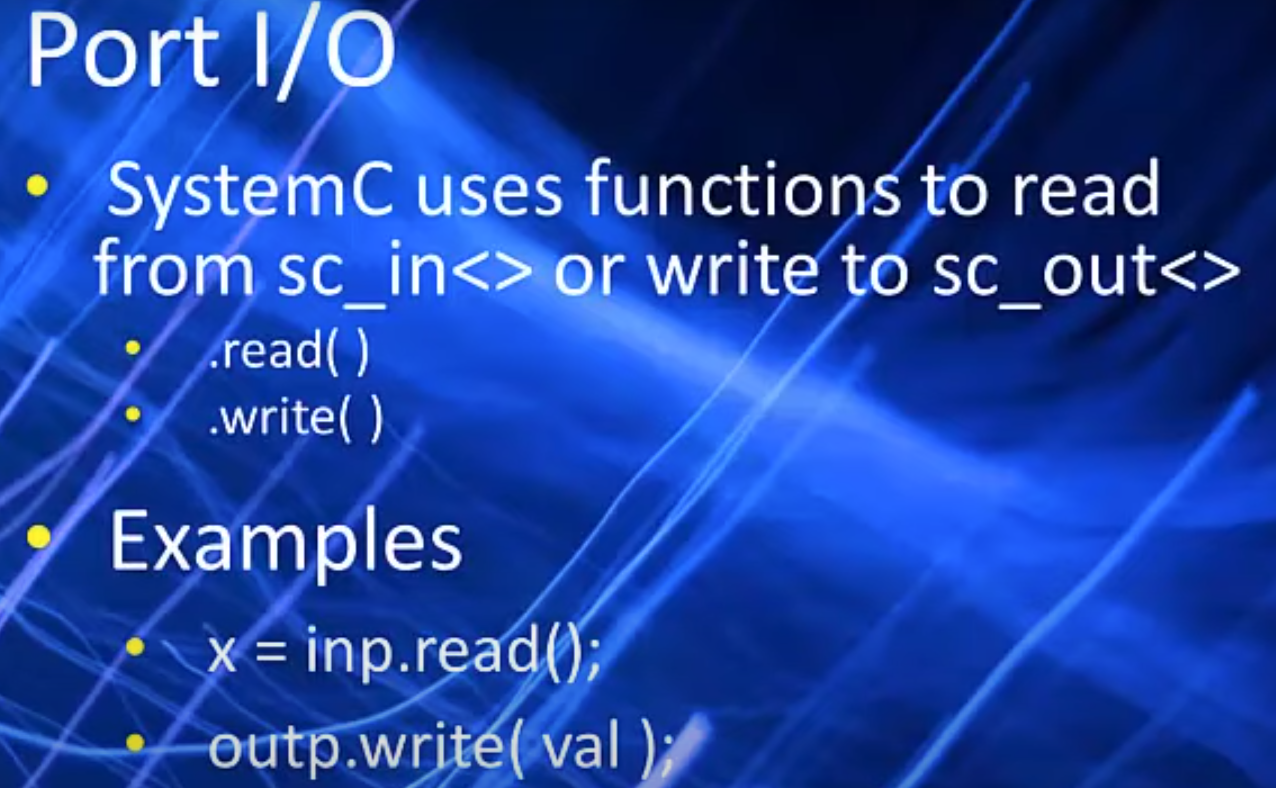 Port I/O
• SystemC uses functions to read
from sc_in<> or write to sc_out<>
• .read( )
• .write( )
• Examples
• x = inp.read();
• outp.write( val );